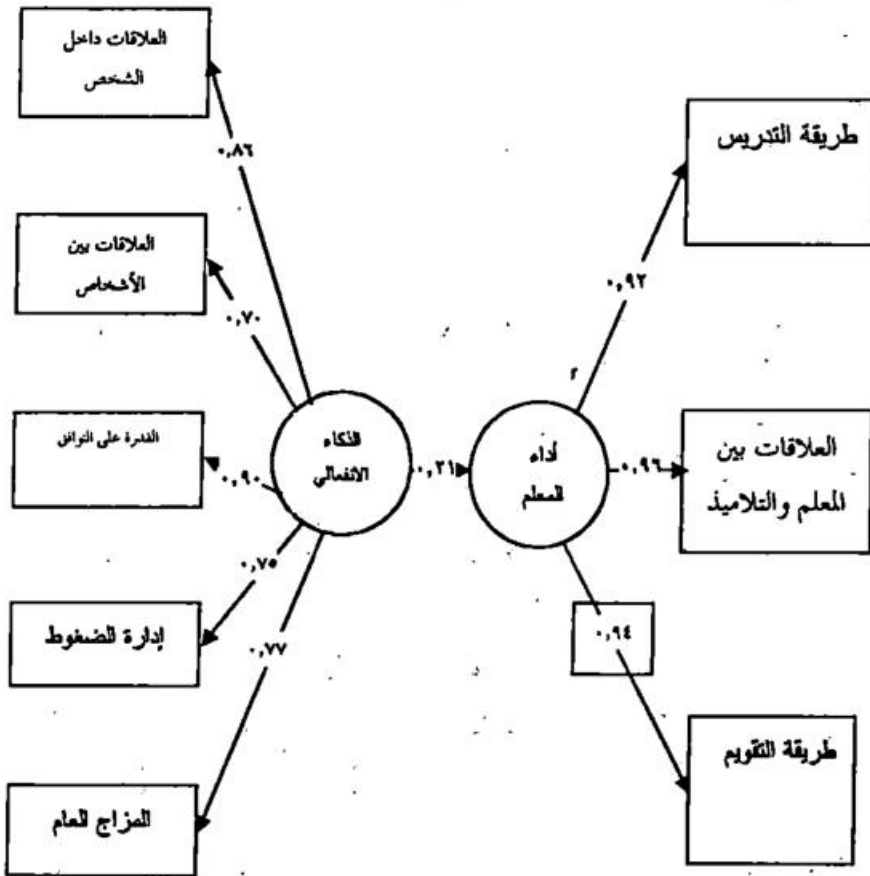 العلاقات داخل
الشخص
طريقة التدريس
٠,٨٦
العلاقات بين
الأشخاص
٠,٩٢
٠,٧٠
القدرة على التوافق
الذكاء
الانفعالي
٠,٩٠
٠,٢١
أداء
المعلم
٠,٩٦
العلاقات بين
المعلم والتلاميذ
٠,٧٥
إدارة الضغوط
٠,٧٧
٠,٩٤
طريقة التقويم
المزاج العام